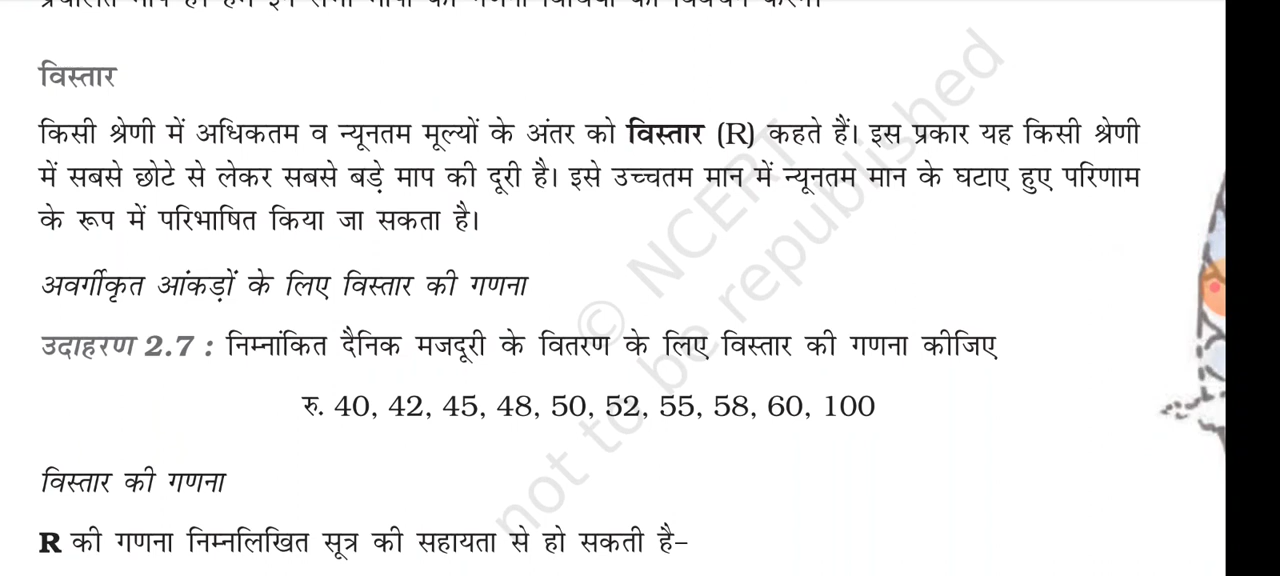 विस्तार
किसी श्रेणी में अधिकतम व न्यूनतम मूल्यों के अंतर को विस्तार (R) कहते हैं। इस प्रकार यह किसी श्रेणी
में सबसे छोटे से लेकर सबसे बड़े माप की दूरी है। इसे उच्चतम मान में न्यूनतम मान के घटाए हुए परिणाम
के रूप में परिभाषित किया जा सकता है।
अवर्गीकृत आंकड़ों के लिए विस्तार की गणना
उदाहरण 2.7 : निम्नांकित दैनिक मजदूरी के वितरण के लिए विस्तार की गणना कीजिए
रु. 40, 42, 45, 48, 50, 52, 55, 58, 60, 100
विस्तार की गणना
R की गणना निम्नलिखित सूत्र की सहायता से हो सकती है–
© NCERT
not to be republished